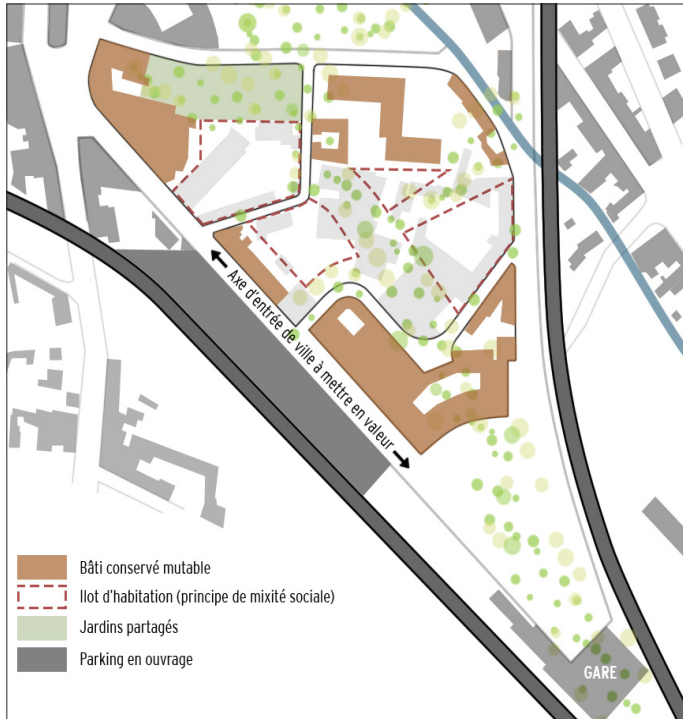 Axe d'entrée de ville à mettre en valeur
Bâti conservé mutable
Ilot d'habitation (principe de mixité sociale)
Jardins partagés
Parking en ouvrage
GARE